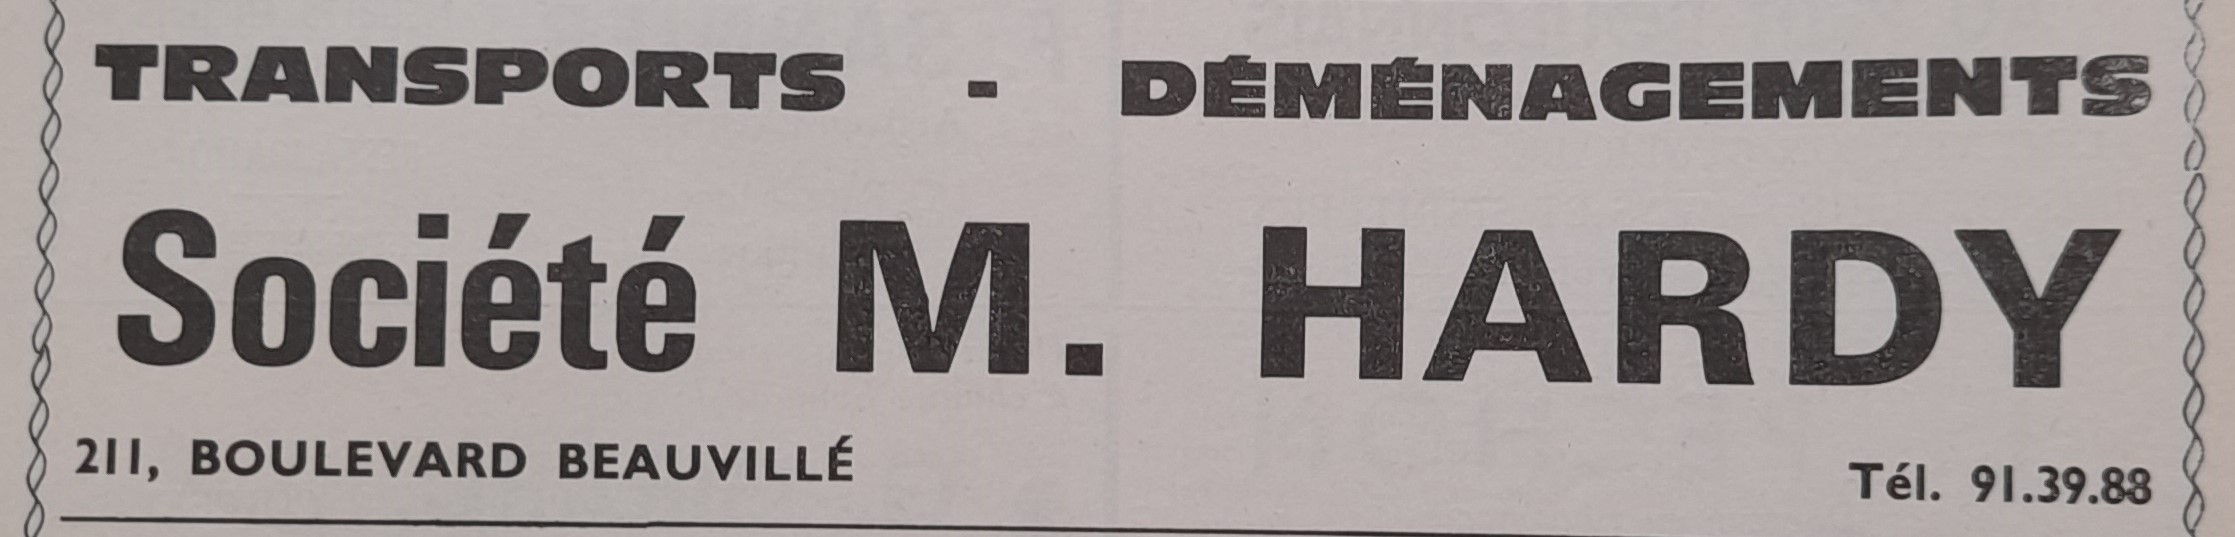 TRANSPORTS - DÉMÉNAGEMENTS
Société M. HARDY
211, BOULEVARD BEAUVILLÉ Tél. 91.39.88